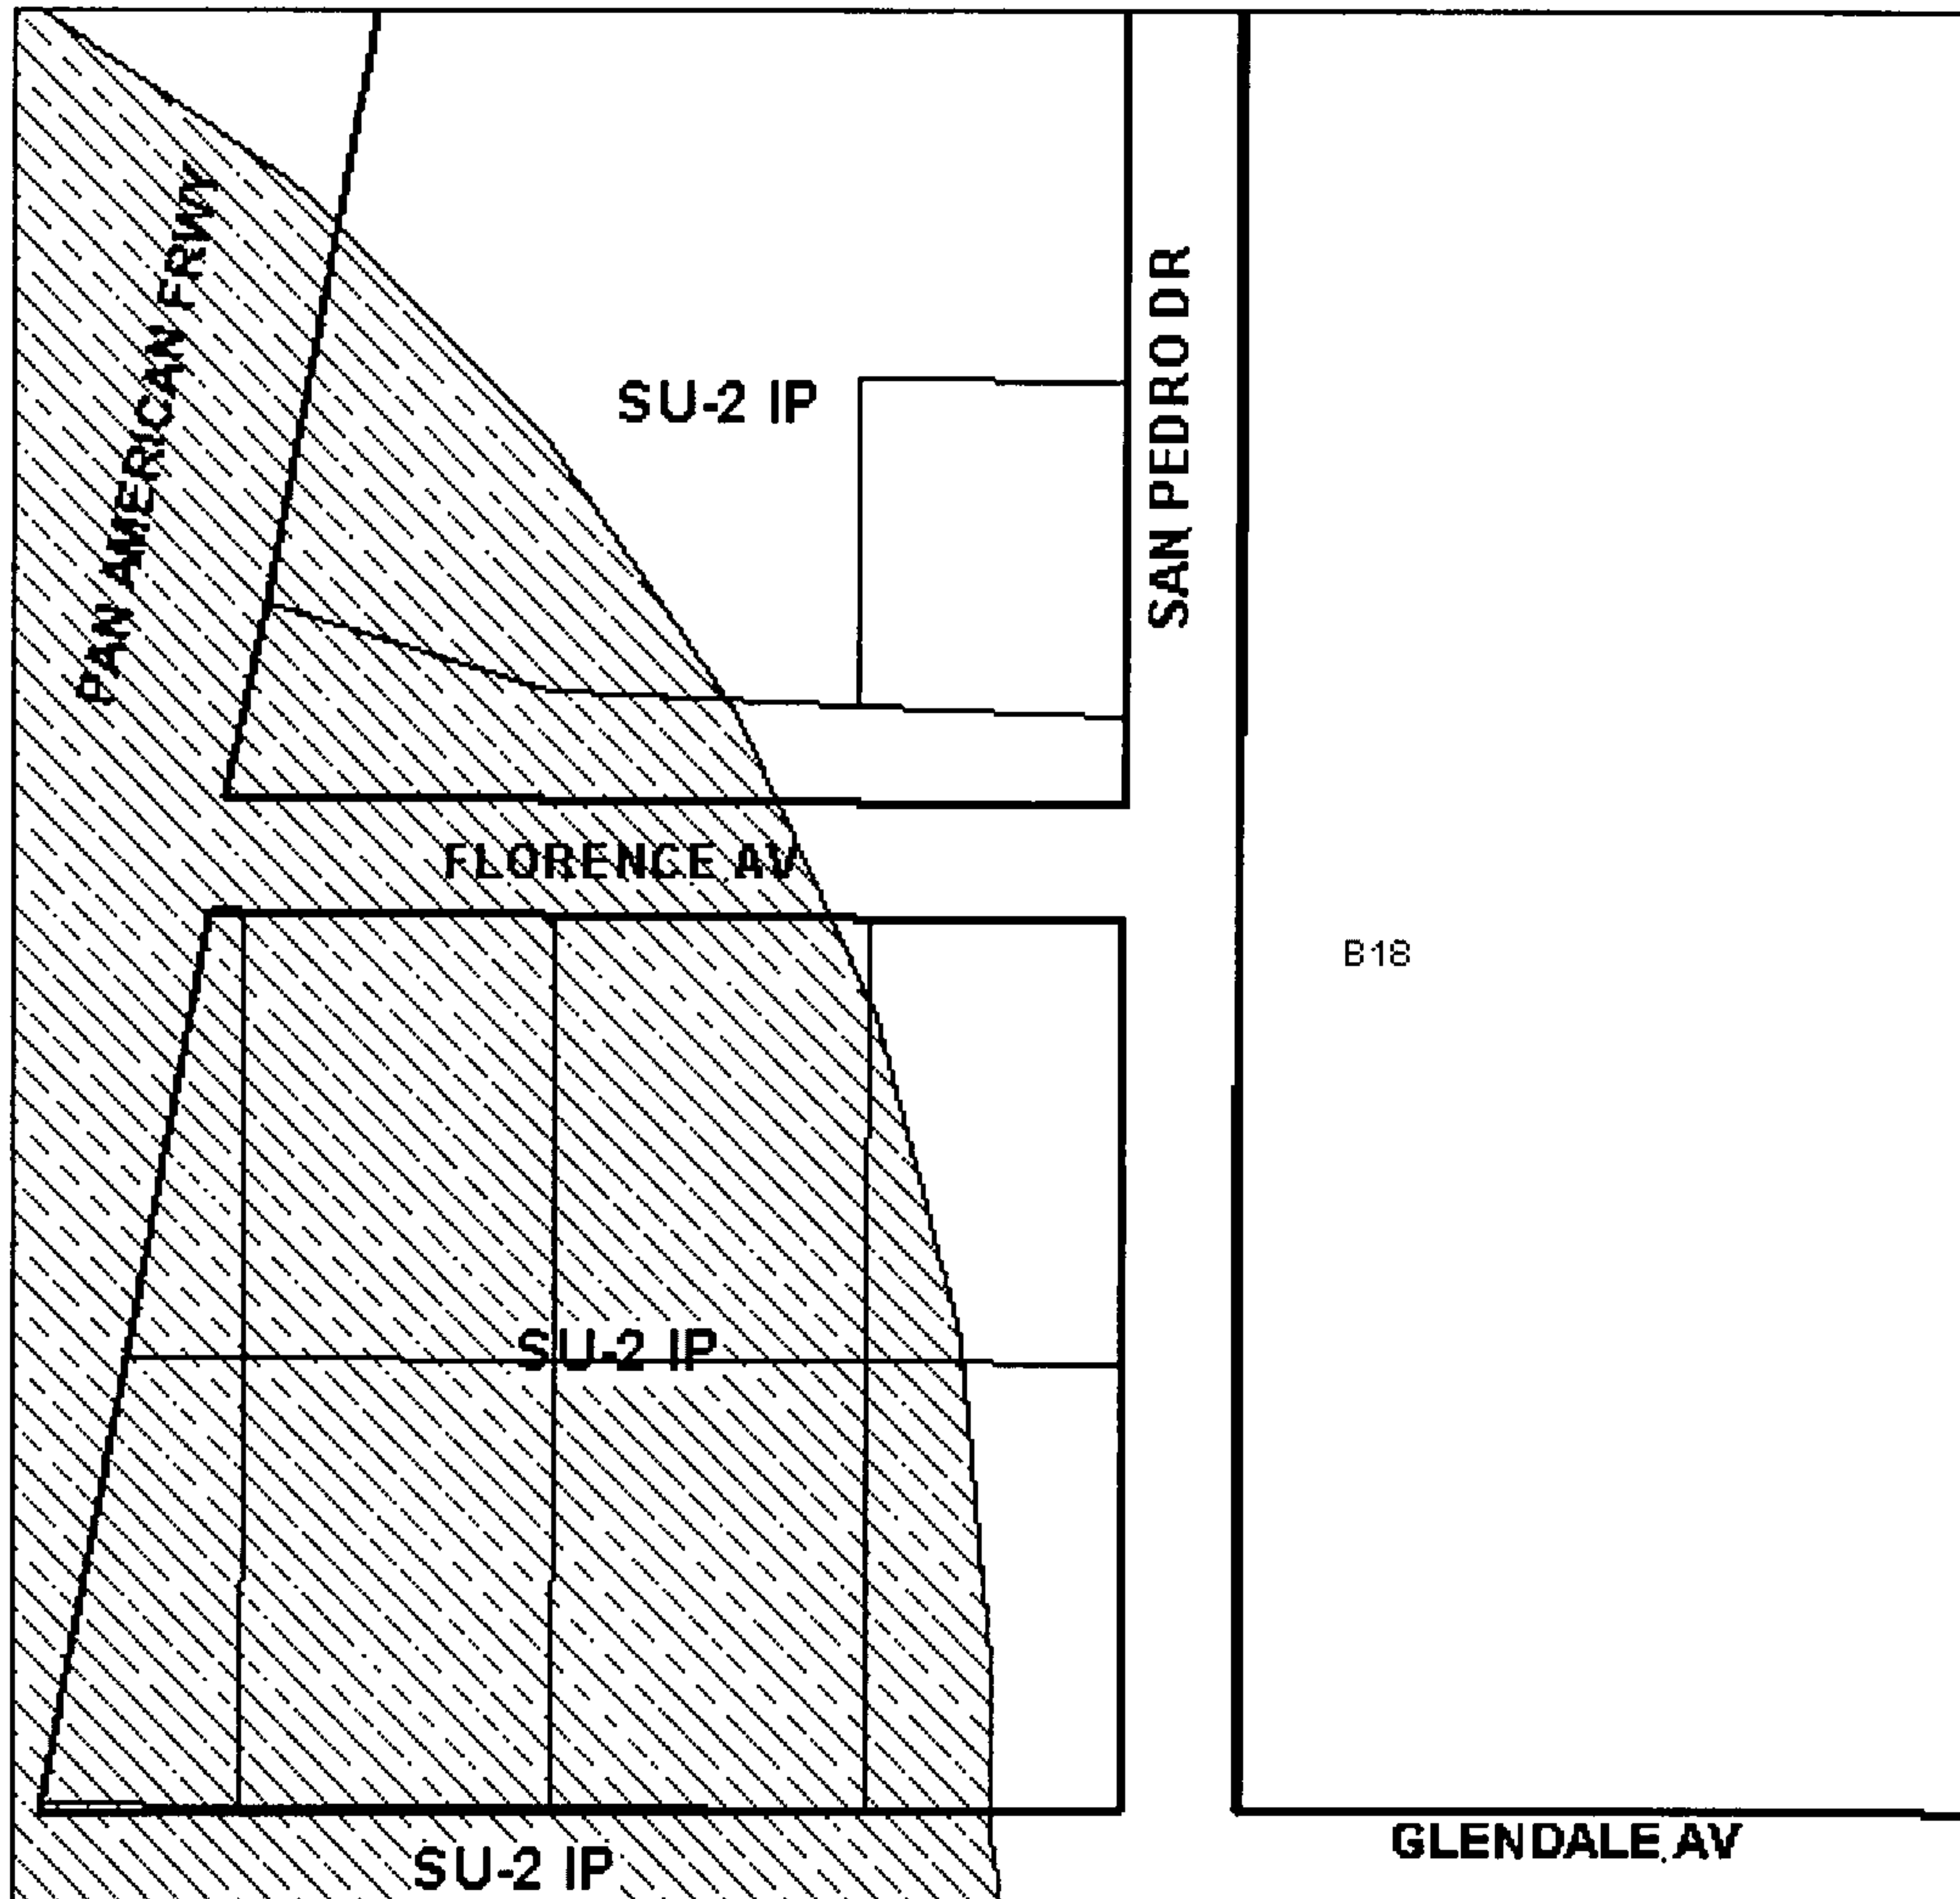 PAN AMERICAN FRWY
SU-2 IP
SAN PEDRO DR
FLORENCE AV
B18
SU-2 IP
GLENDALE AV
SU-2 IP